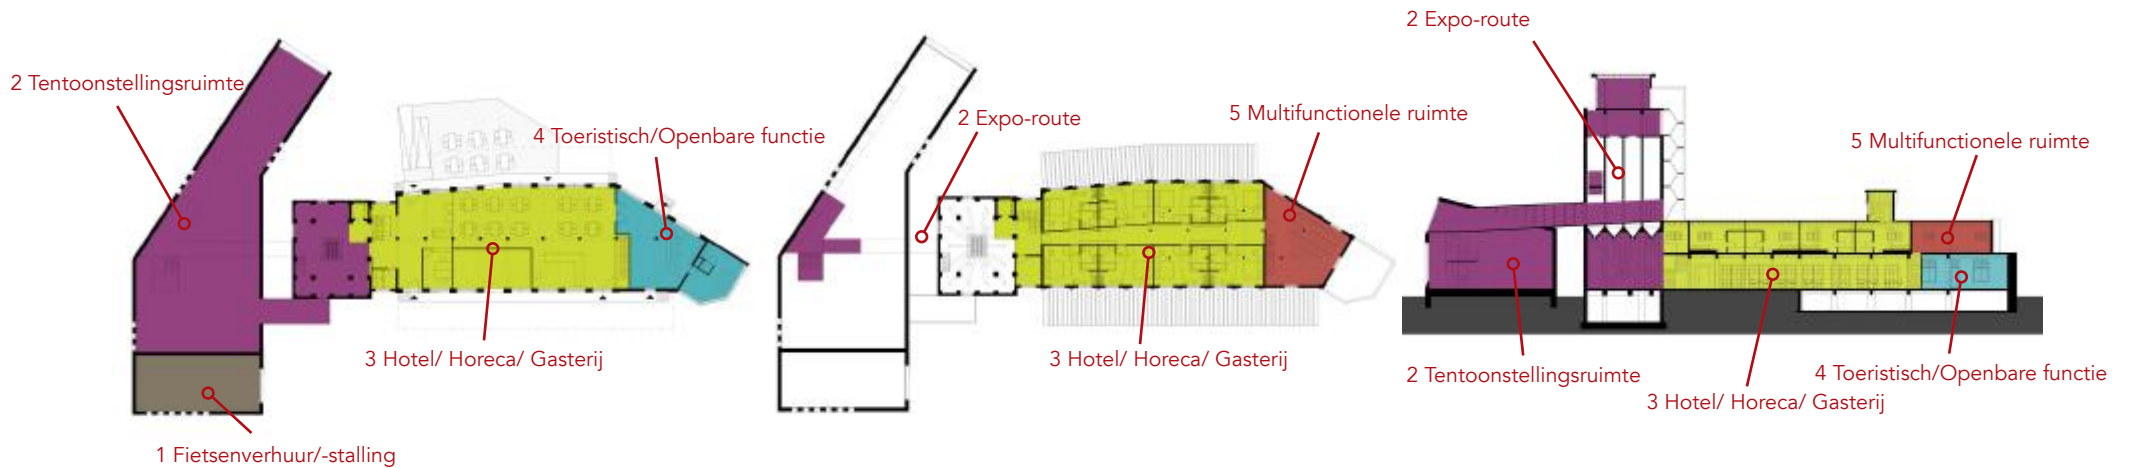 2 Tentoonstellingsruimte
4 Toeristisch/Openbare functie
3 Hotel/ Horeca/ Gasterij
1 Fietsenverhuur/-stalling
2 Expo-route
5 Multifunctionele ruimte
3 Hotel/ Horeca/ Gasterij
2 Expo-route
5 Multifunctionele ruimte
2 Tentoonstellingsruimte
4 Toeristisch/Openbare functie
3 Hotel/ Horeca/ Gasterij